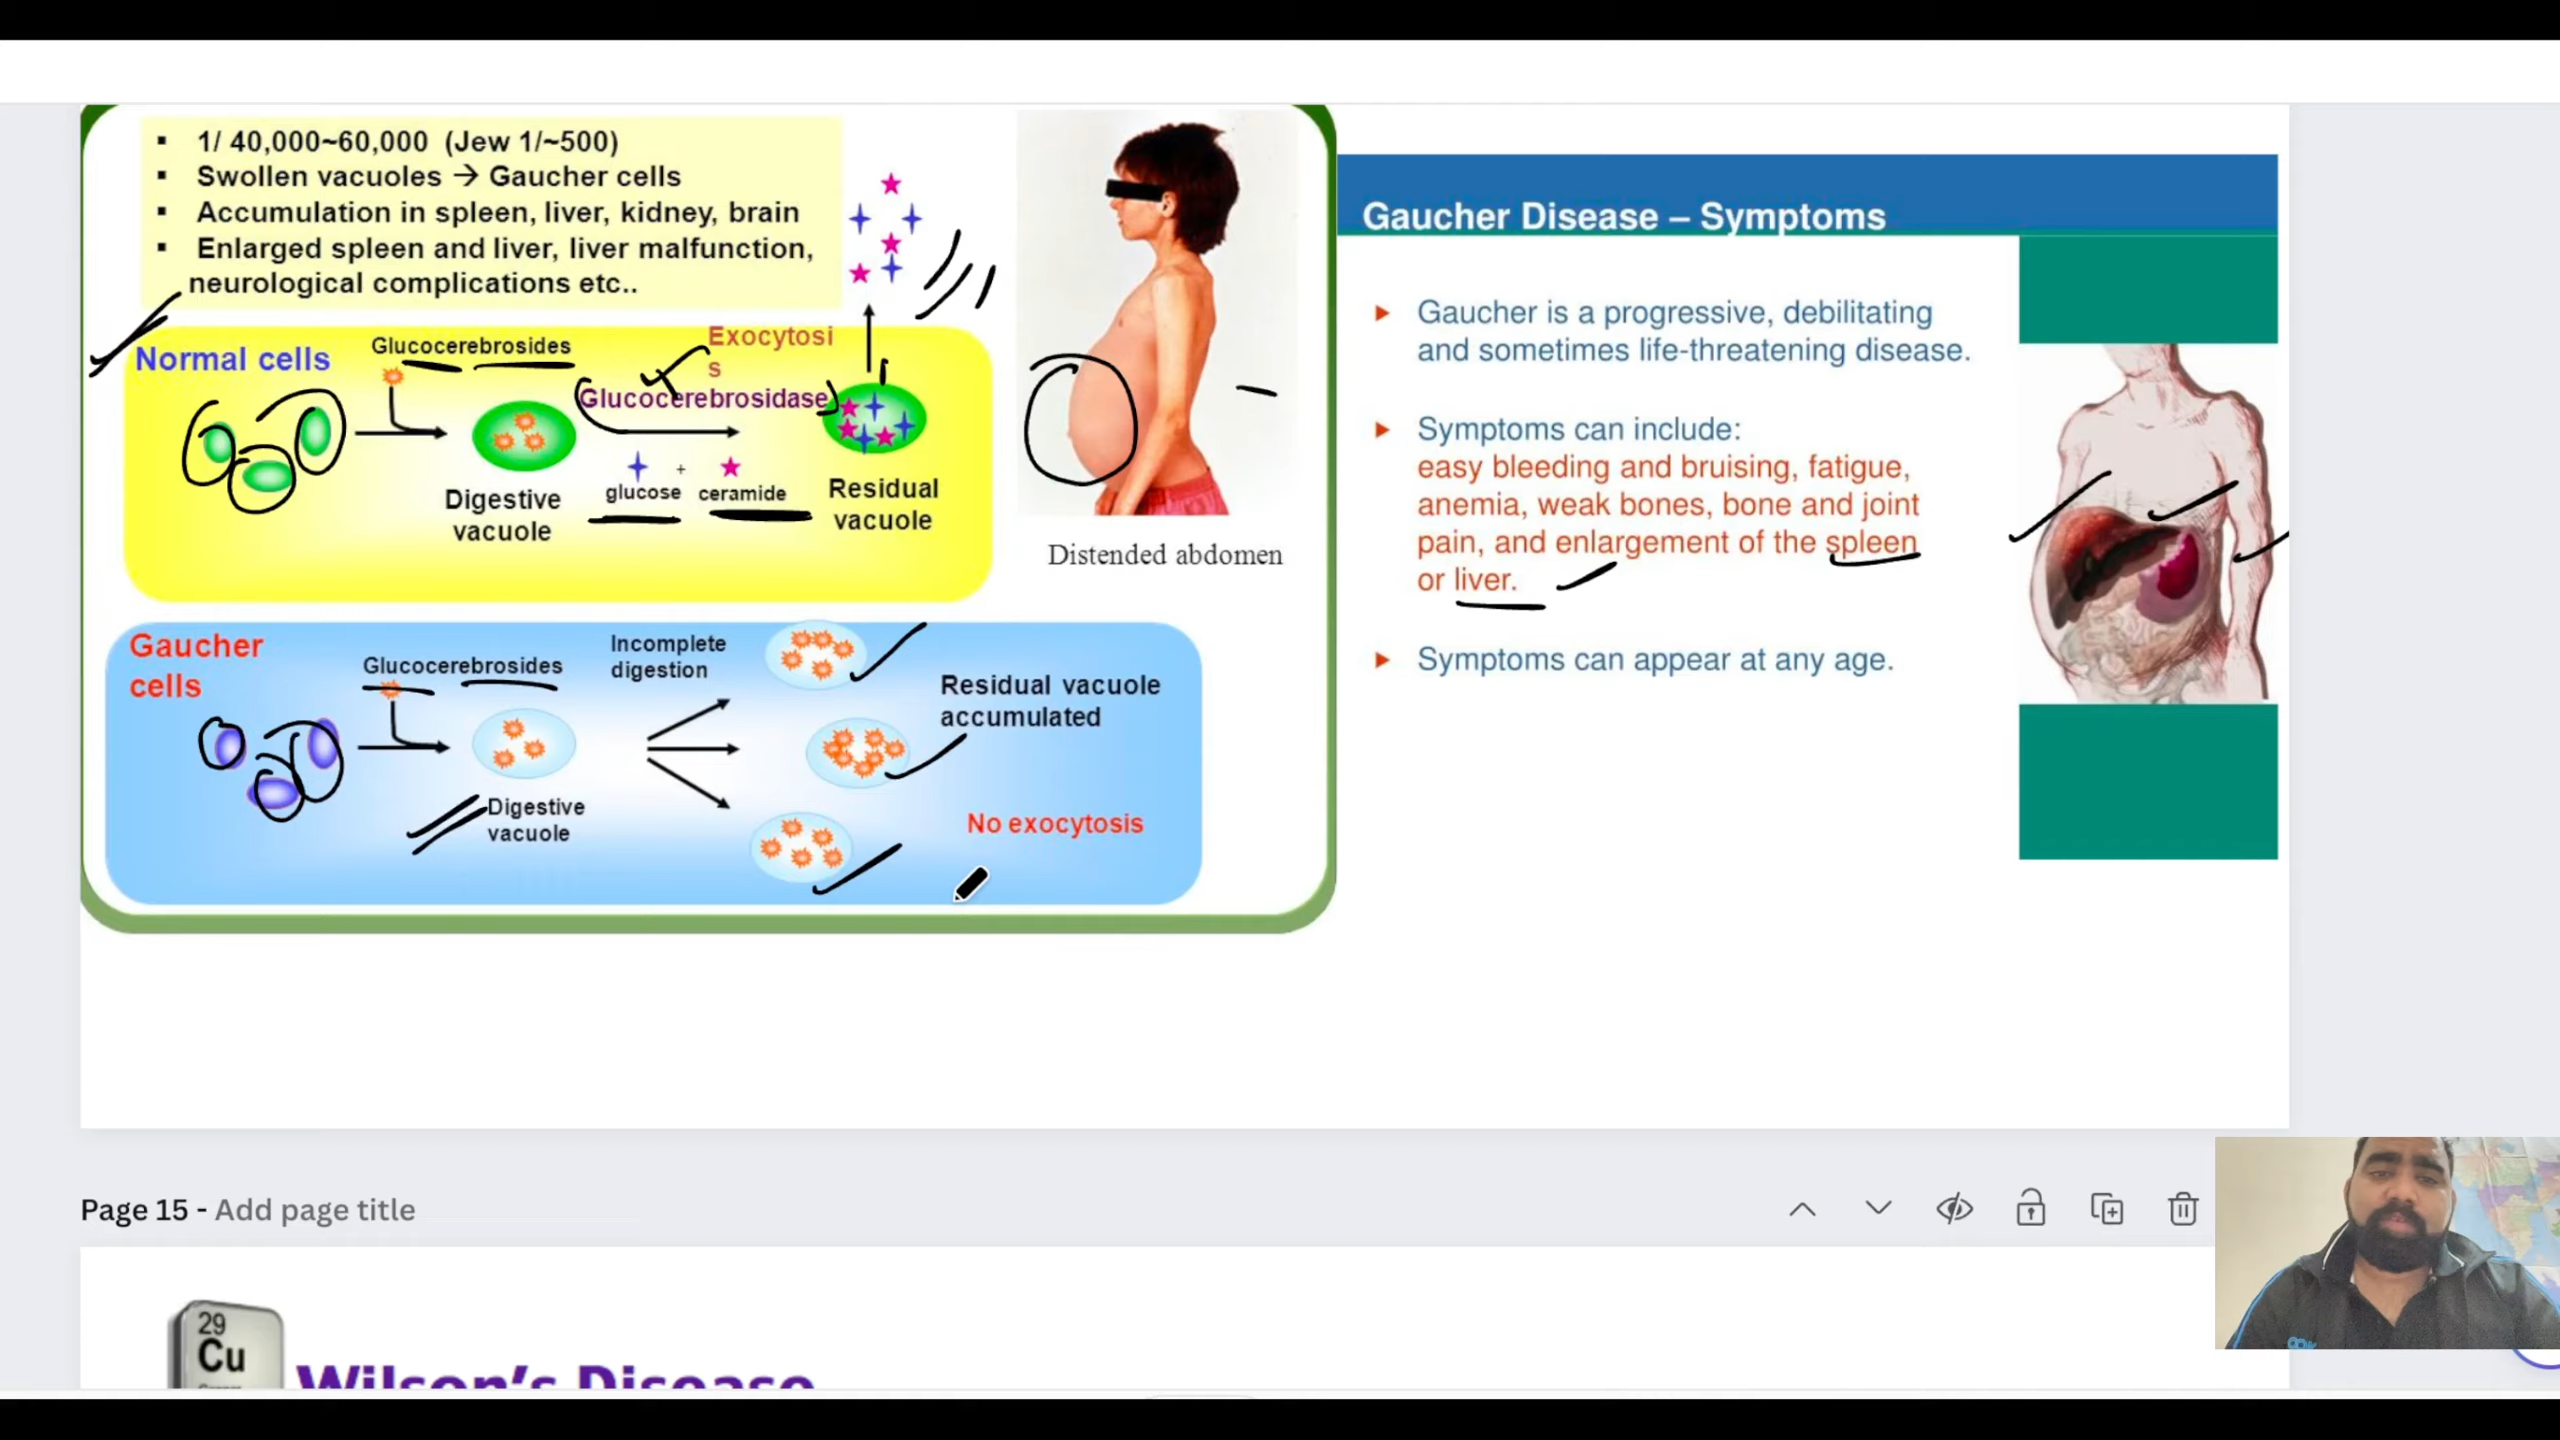 ▪ 1/ 40,000~60,000 (Jew 1/~500)
▪ Swollen vacuoles → Gaucher cells
▪ Accumulation in spleen, liver, kidney, brain
▪ Enlarged spleen and liver, liver malfunction,
neurological complications etc..
Normal cells
Glucocerebrosides
Exocytosi
s
Glucocerebrosidase
glucose + ceramide
Digestive
vacuole
Residual
vacuole
Distended abdomen
Gaucher
cells
Glucocerebrosides
Incomplete
digestion
Residual vacuole
accumulated
Digestive
vacuole
No exocytosis
Gaucher Disease – Symptoms
Gaucher is a progressive, debilitating
and sometimes life-threatening disease.
Symptoms can include:
easy bleeding and bruising, fatigue,
anemia, weak bones, bone and joint
pain, and enlargement of the spleen
or liver.
Symptoms can appear at any age.
Page 15 - Add page title
29
Cu
Wilson's Disease